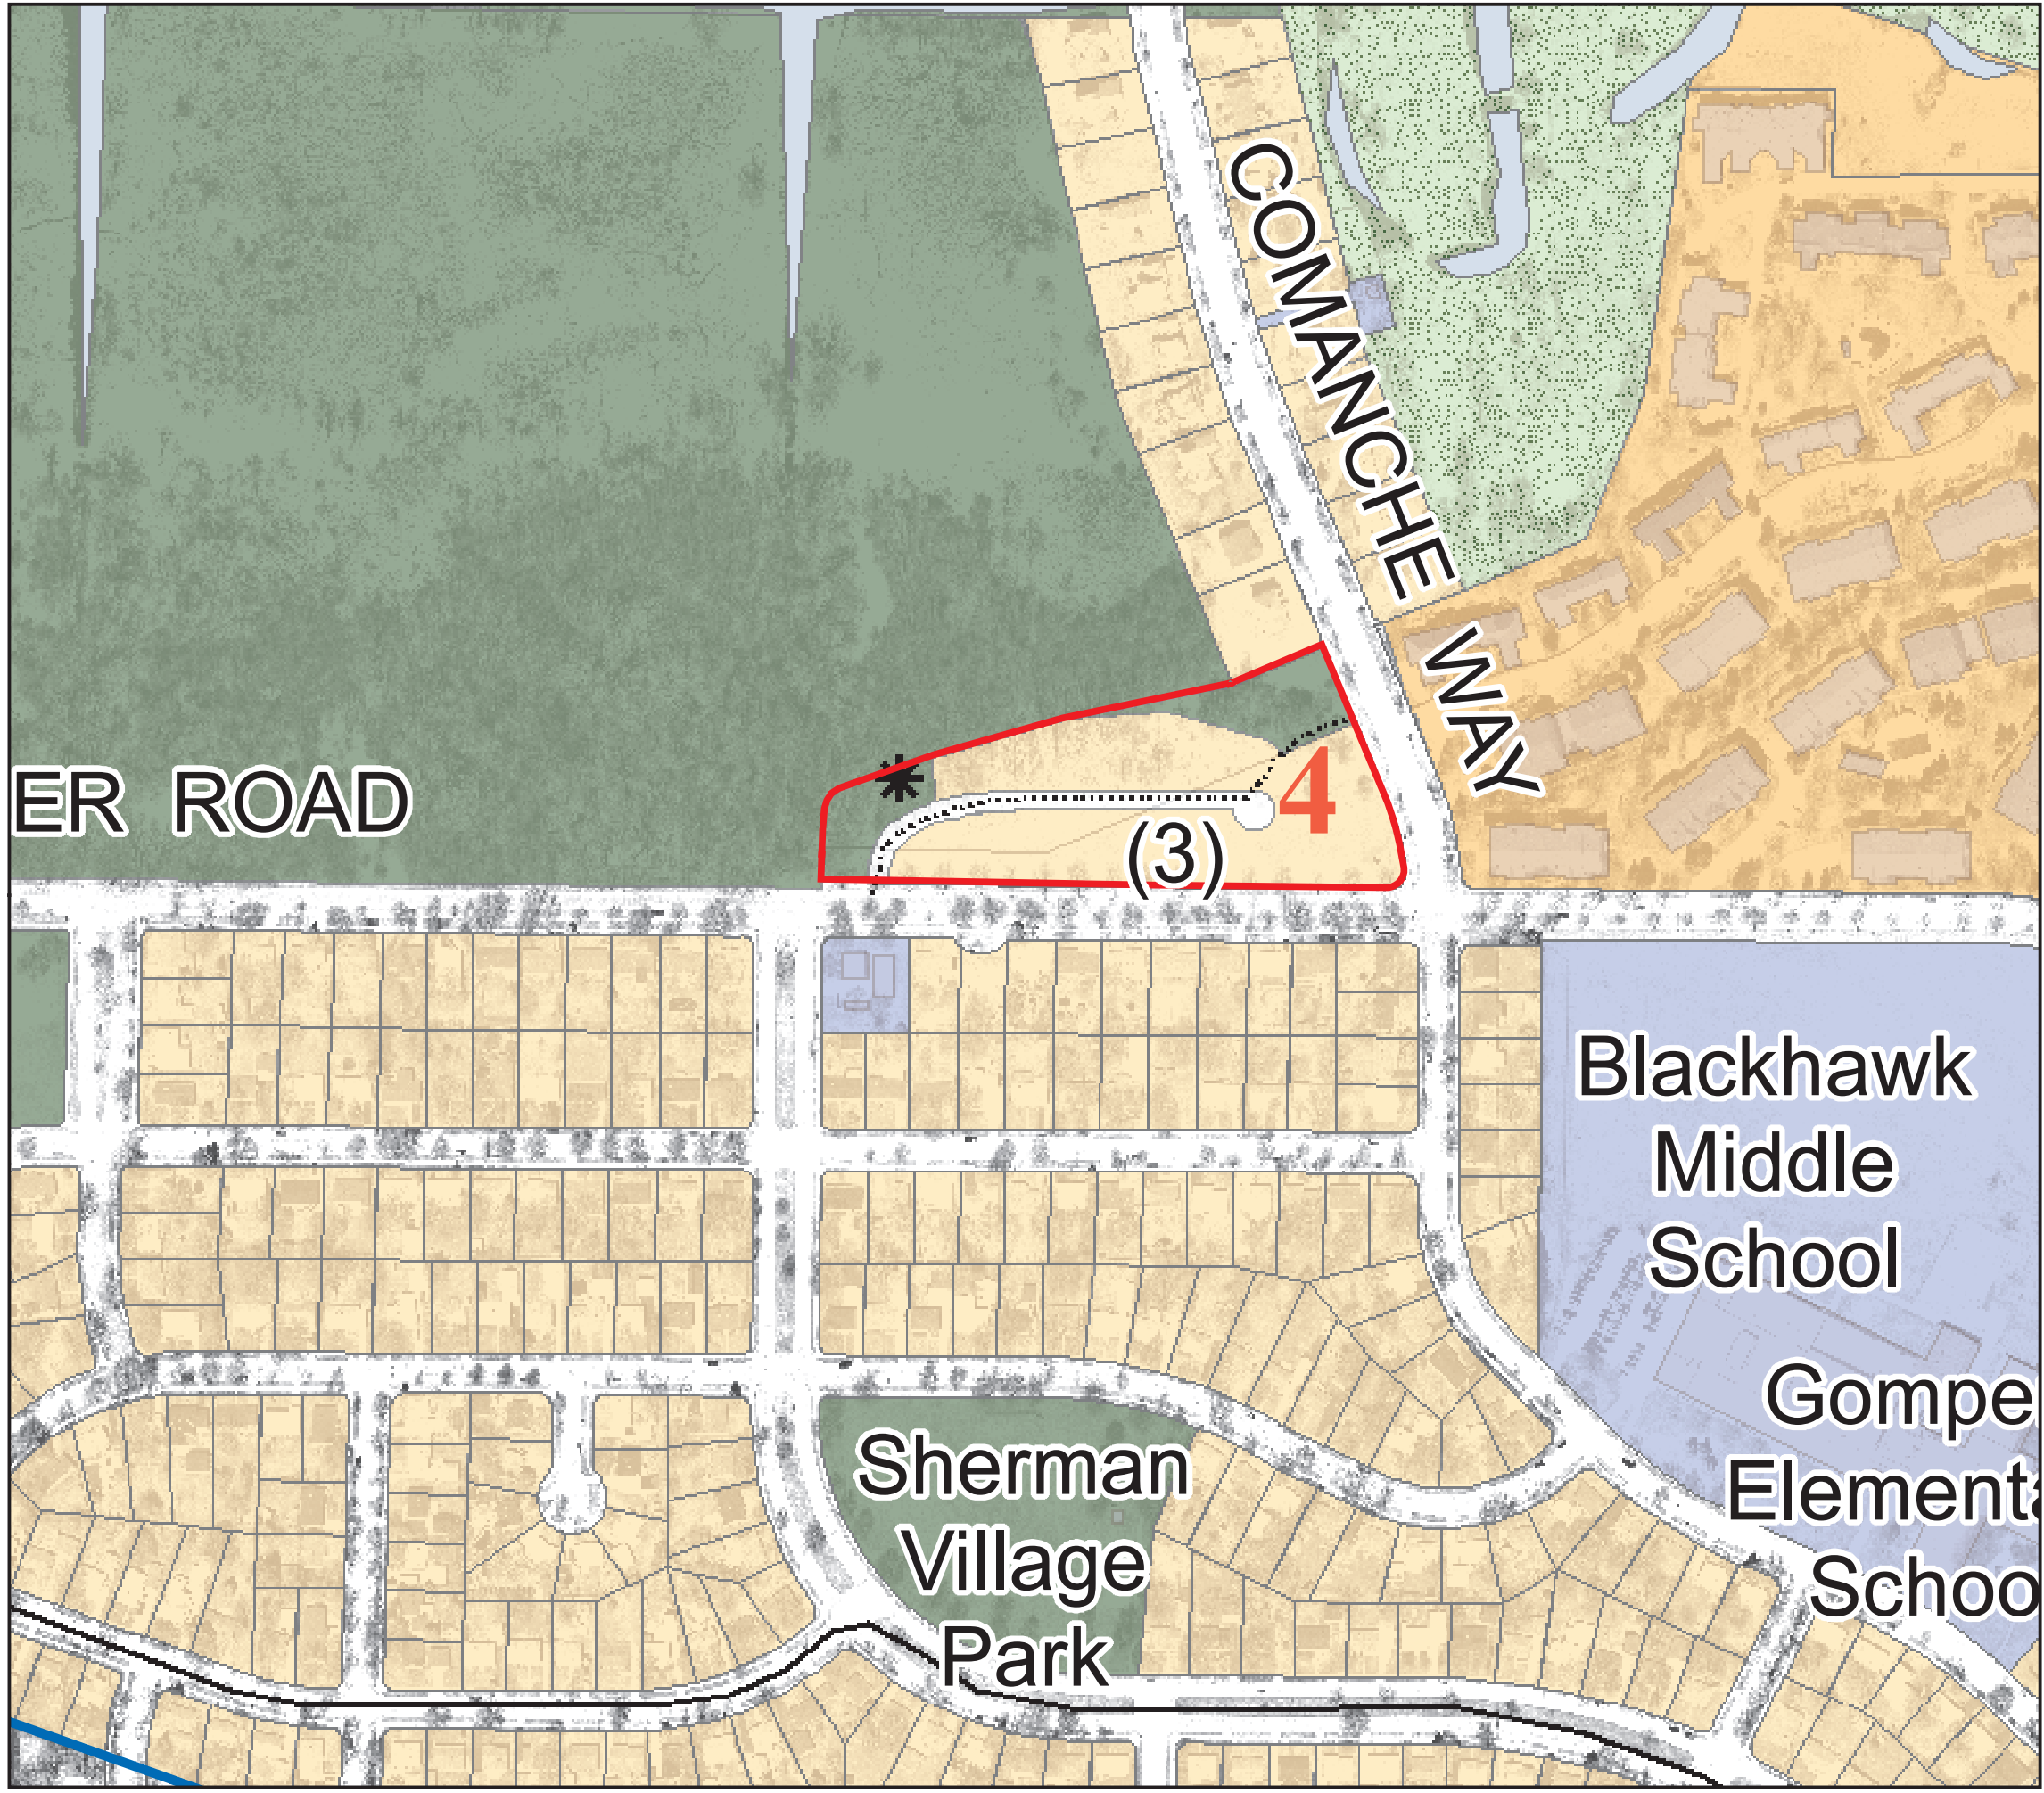 COMANCHE WAY
ER ROAD
4
(3)
Blackhawk
Middle
School
Gompe
Elementa
Schoo
Sherman
Village
Park